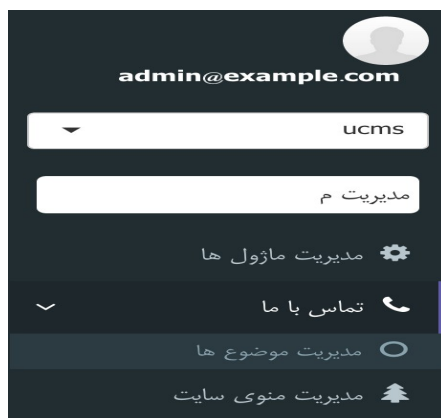 admin@example.com
ucms
مدیریت م
مدیریت ماژول ها
تماس با ما
مدیریت موضوع ها
مدیریت منوی سایت